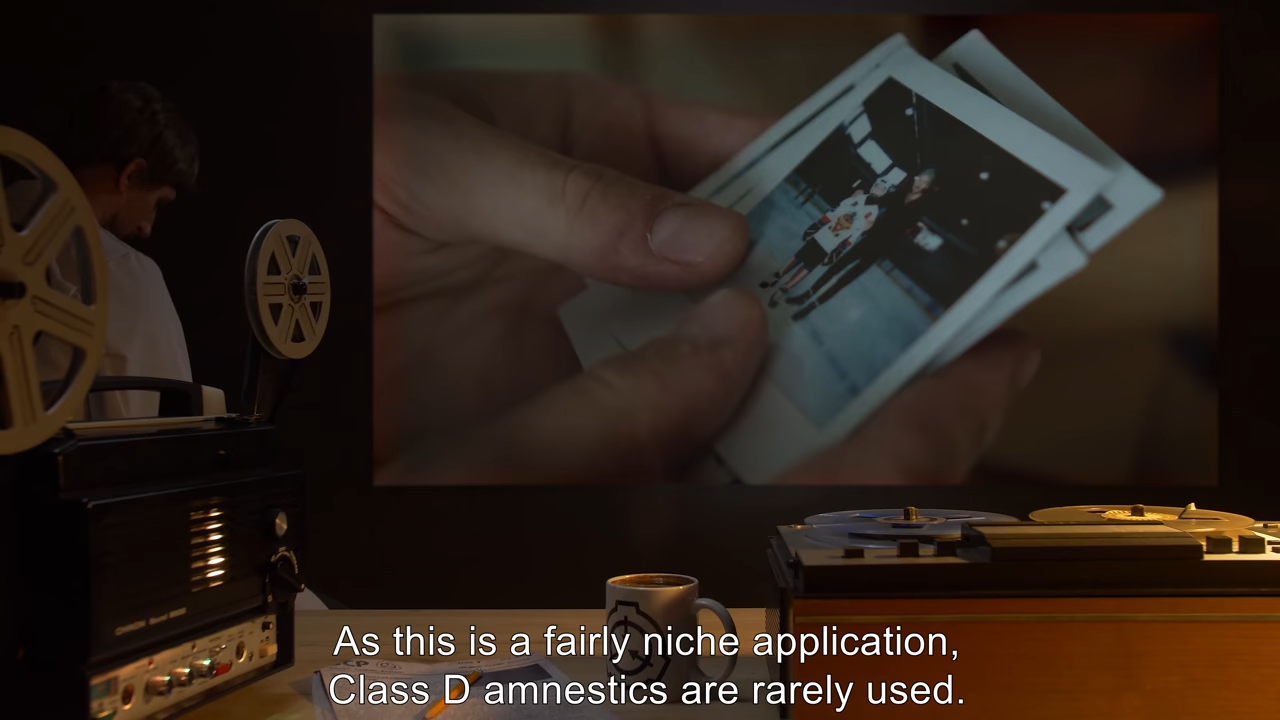 As this is a fairly niche application,
Class D amnestics are rarely used.